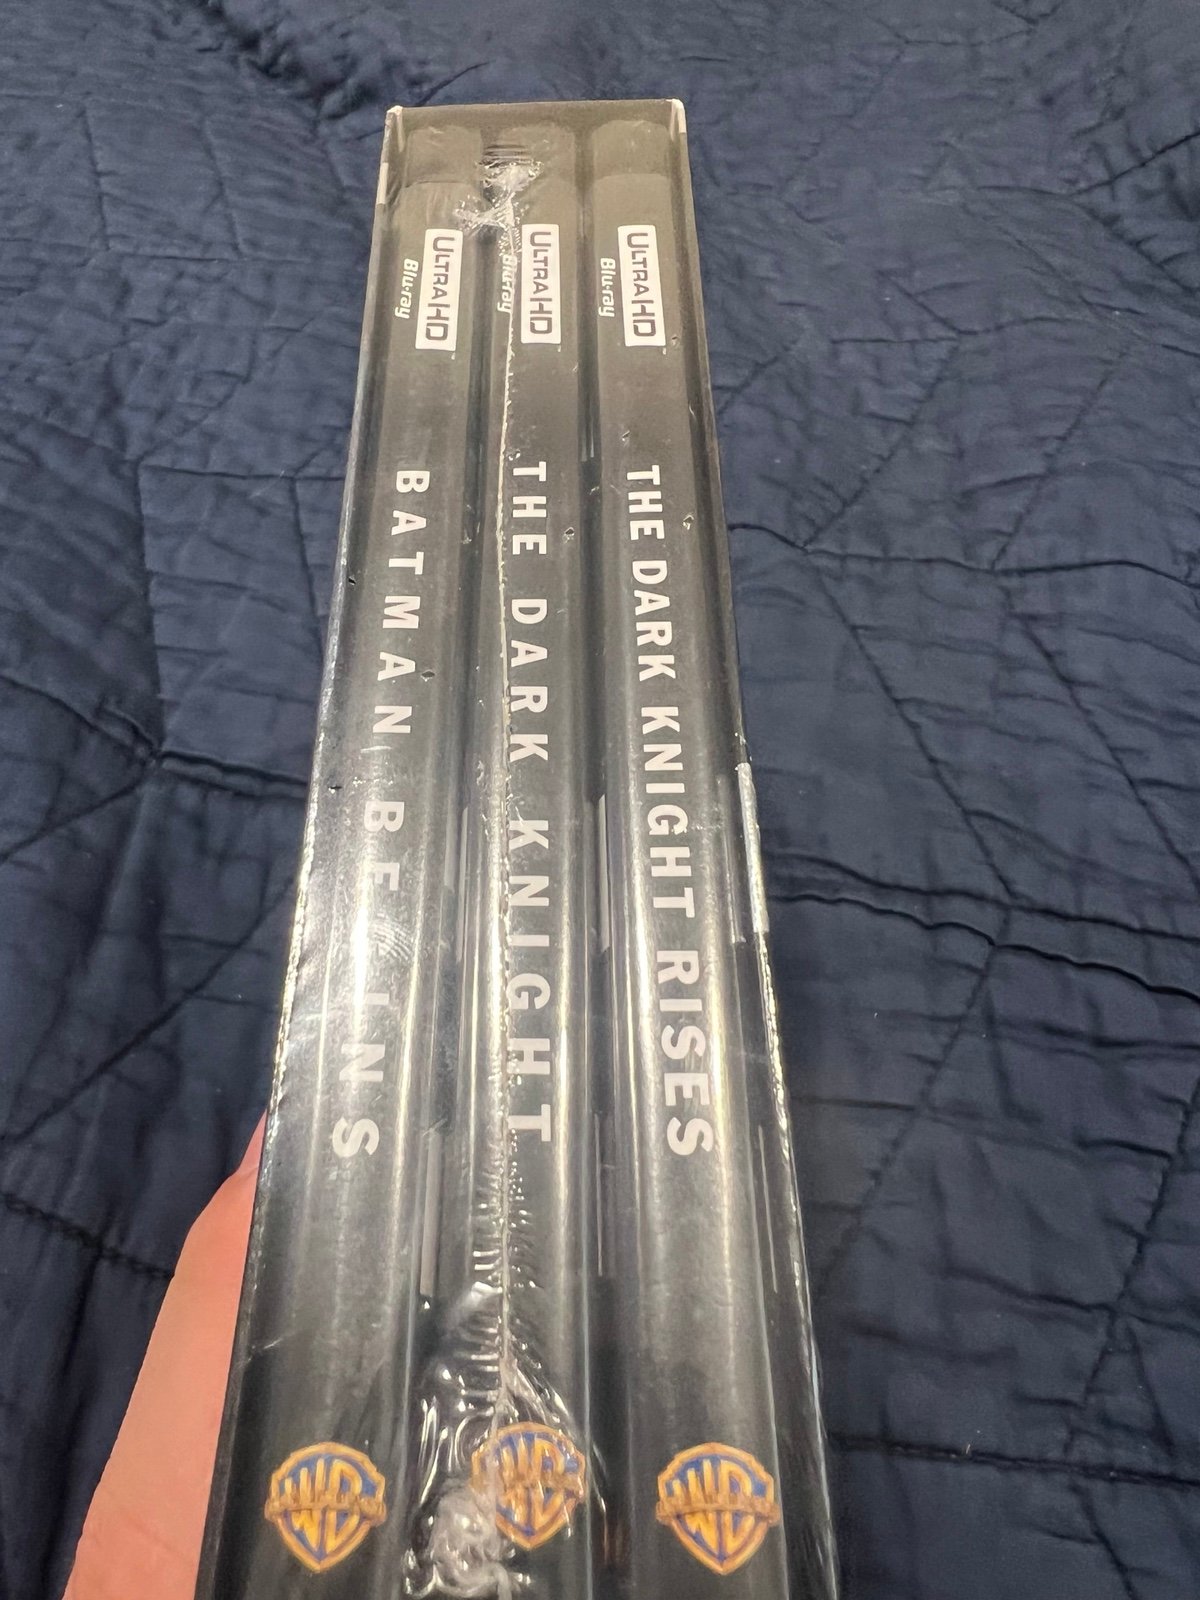 ULTRA HD
Blu-ray
BATMAN BEGINS
WB
ULTRA HD
Blu-ray
THE DARK KNIGHT
WB
ULTRA HD
Blu-ray
THE DARK KNIGHT RISES
WB